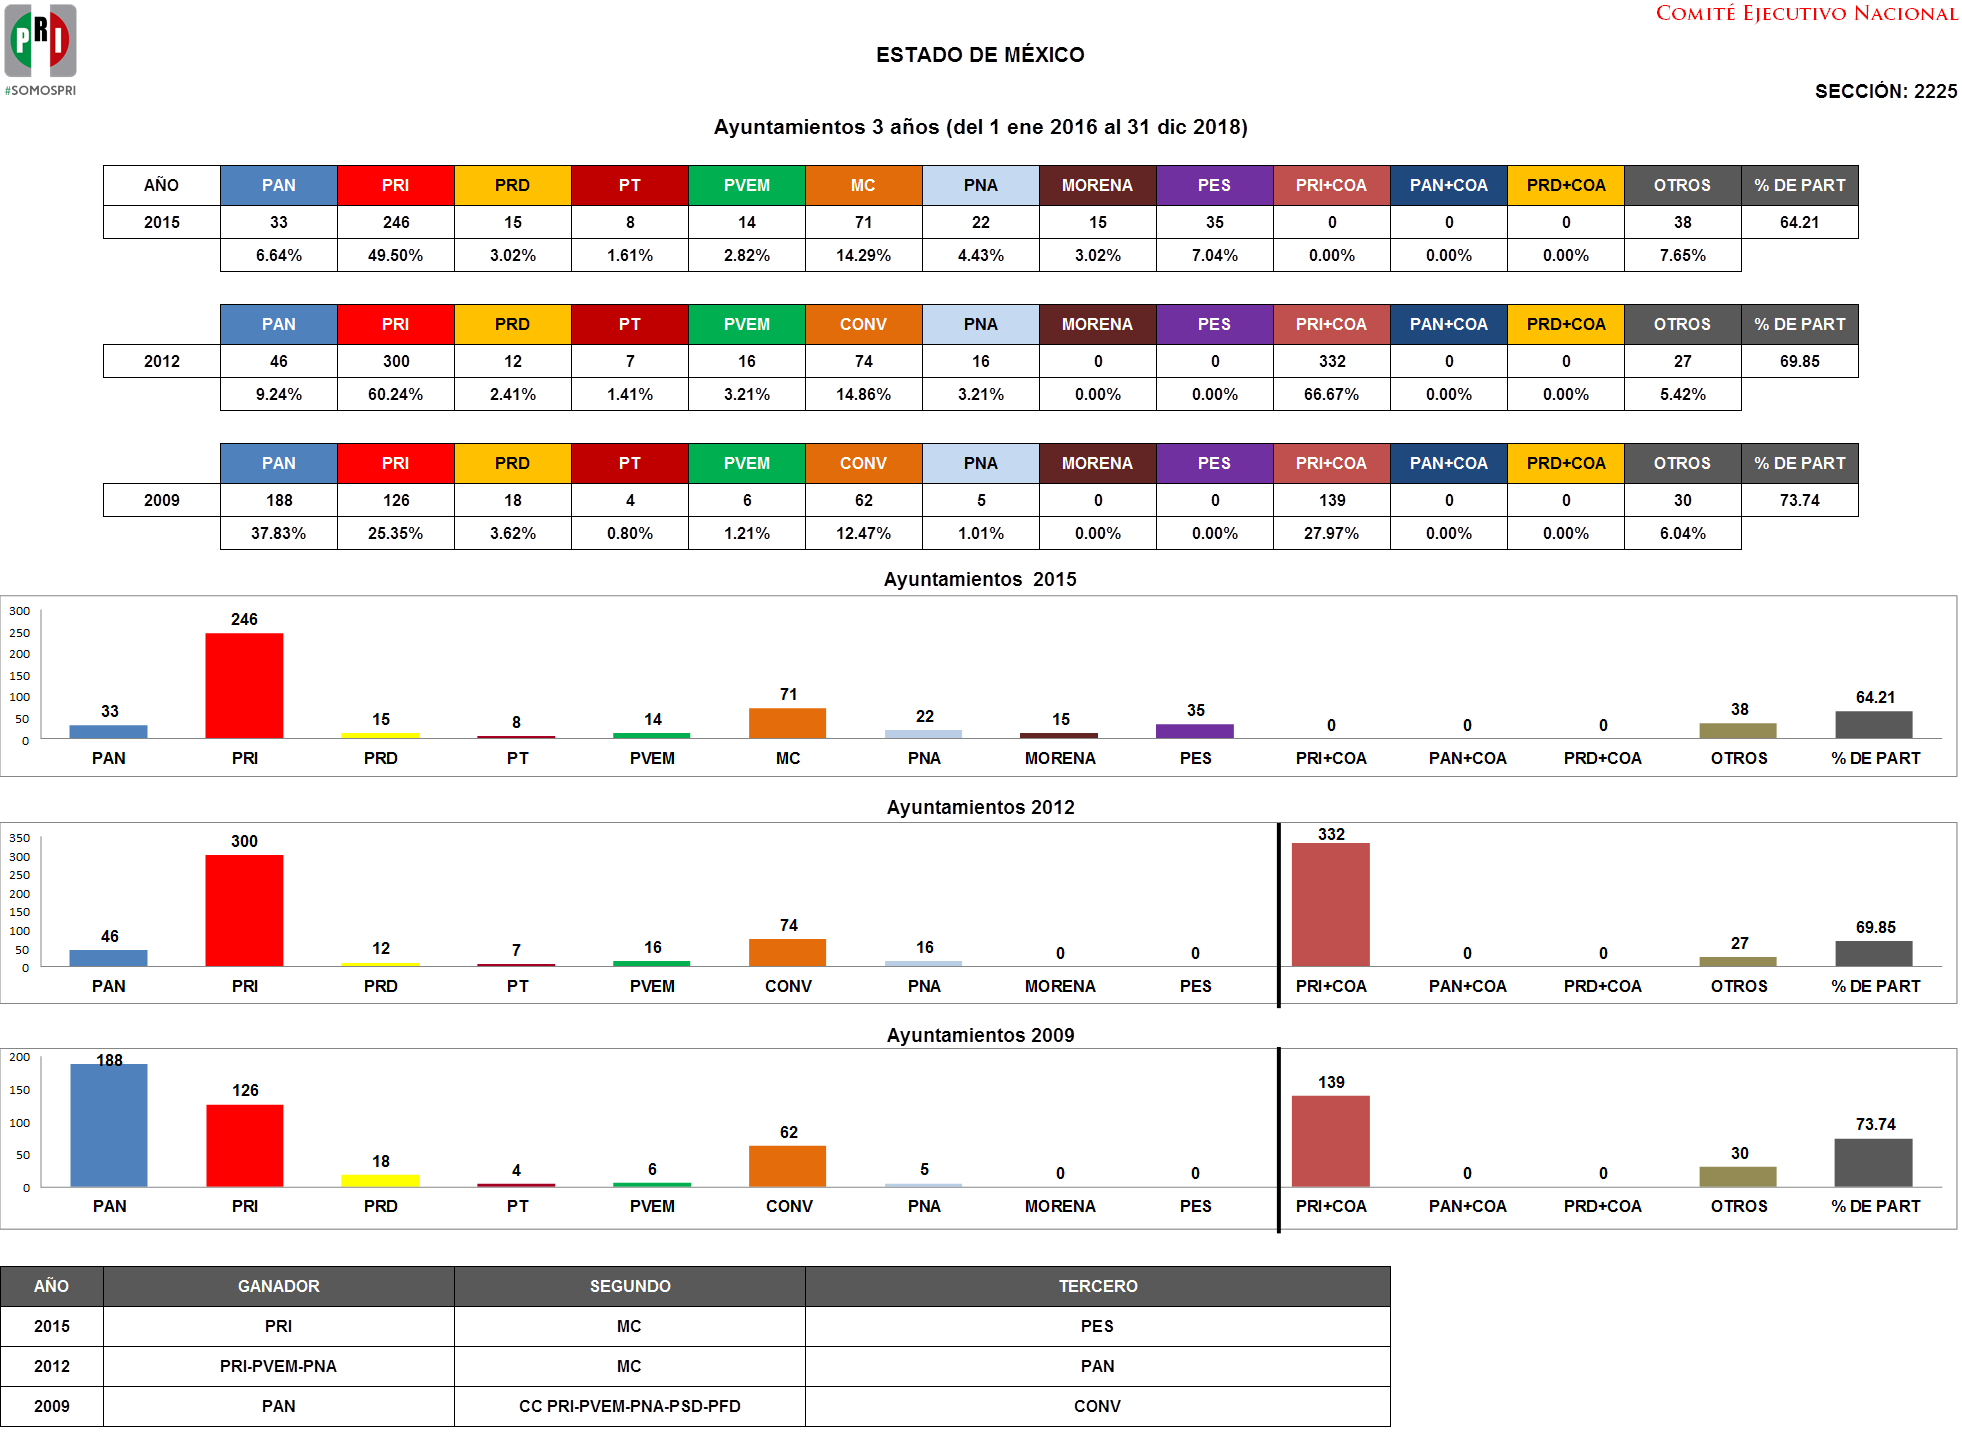 PRI
#SOMOSPRI
COMITÉ EJECUTIVO NACIONAL
ESTADO DE MÉXICO
SECCIÓN: 2225
Ayuntamientos 3 años (del 1 ene 2016 al 31 dic 2018)
AÑO PAN PRI PRD PT PVEM MC PNA MORENA PES PRI+COA PAN+COA PRD+COA OTROS % DE PART
2015 33 246 15 8 14 71 22 15 35 0 0 0 38 64.21
6.64% 49.50% 3.02% 1.61% 2.82% 14.29% 4.43% 3.02% 7.04% 0.00% 0.00% 0.00% 7.65%
PAN PRI PRD PT PVEM CONV PNA MORENA PES PRI+COA PAN+COA PRD+COA OTROS % DE PART
2012 46 300 12 7 16 74 16 0 0 332 0 0 27 69.85
9.24% 60.24% 2.41% 1.41% 3.21% 14.86% 3.21% 0.00% 0.00% 66.67% 0.00% 0.00% 5.42%
PAN PRI PRD PT PVEM CONV PNA MORENA PES PRI+COA PAN+COA PRD+COA OTROS % DE PART
2009 188 126 18 4 6 62 5 0 0 139 0 0 30 73.74
37.83% 25.35% 3.62% 0.80% 1.21% 12.47% 1.01% 0.00% 0.00% 27.97% 0.00% 0.00% 6.04%
Ayuntamientos 2015
300
250
200
150
100
50
0
33 246 15 8 14 71 22 15 35 0 0 0 38 64.21
PAN PRI PRD PT PVEM MC PNA MORENA PES PRI+COA PAN+COA PRD+COA OTROS % DE PART
Ayuntamientos 2012
350
300
250
200
150
100
50
0
46 300 12 7 16 74 16 0 0 332 0 0 27 69.85
PAN PRI PRD PT PVEM CONV PNA MORENA PES PRI+COA PAN+COA PRD+COA OTROS % DE PART
Ayuntamientos 2009
200
150
100
50
0
188 126 18 4 6 62 5 0 0 139 0 0 30 73.74
PAN PRI PRD PT PVEM CONV PNA MORENA PES PRI+COA PAN+COA PRD+COA OTROS % DE PART
AÑO GANADOR SEGUNDO TERCERO
2015 PRI MC PES
2012 PRI-PVEM-PNA MC PAN
2009 PAN CC PRI-PVEM-PNA-PSD-PFD CONV